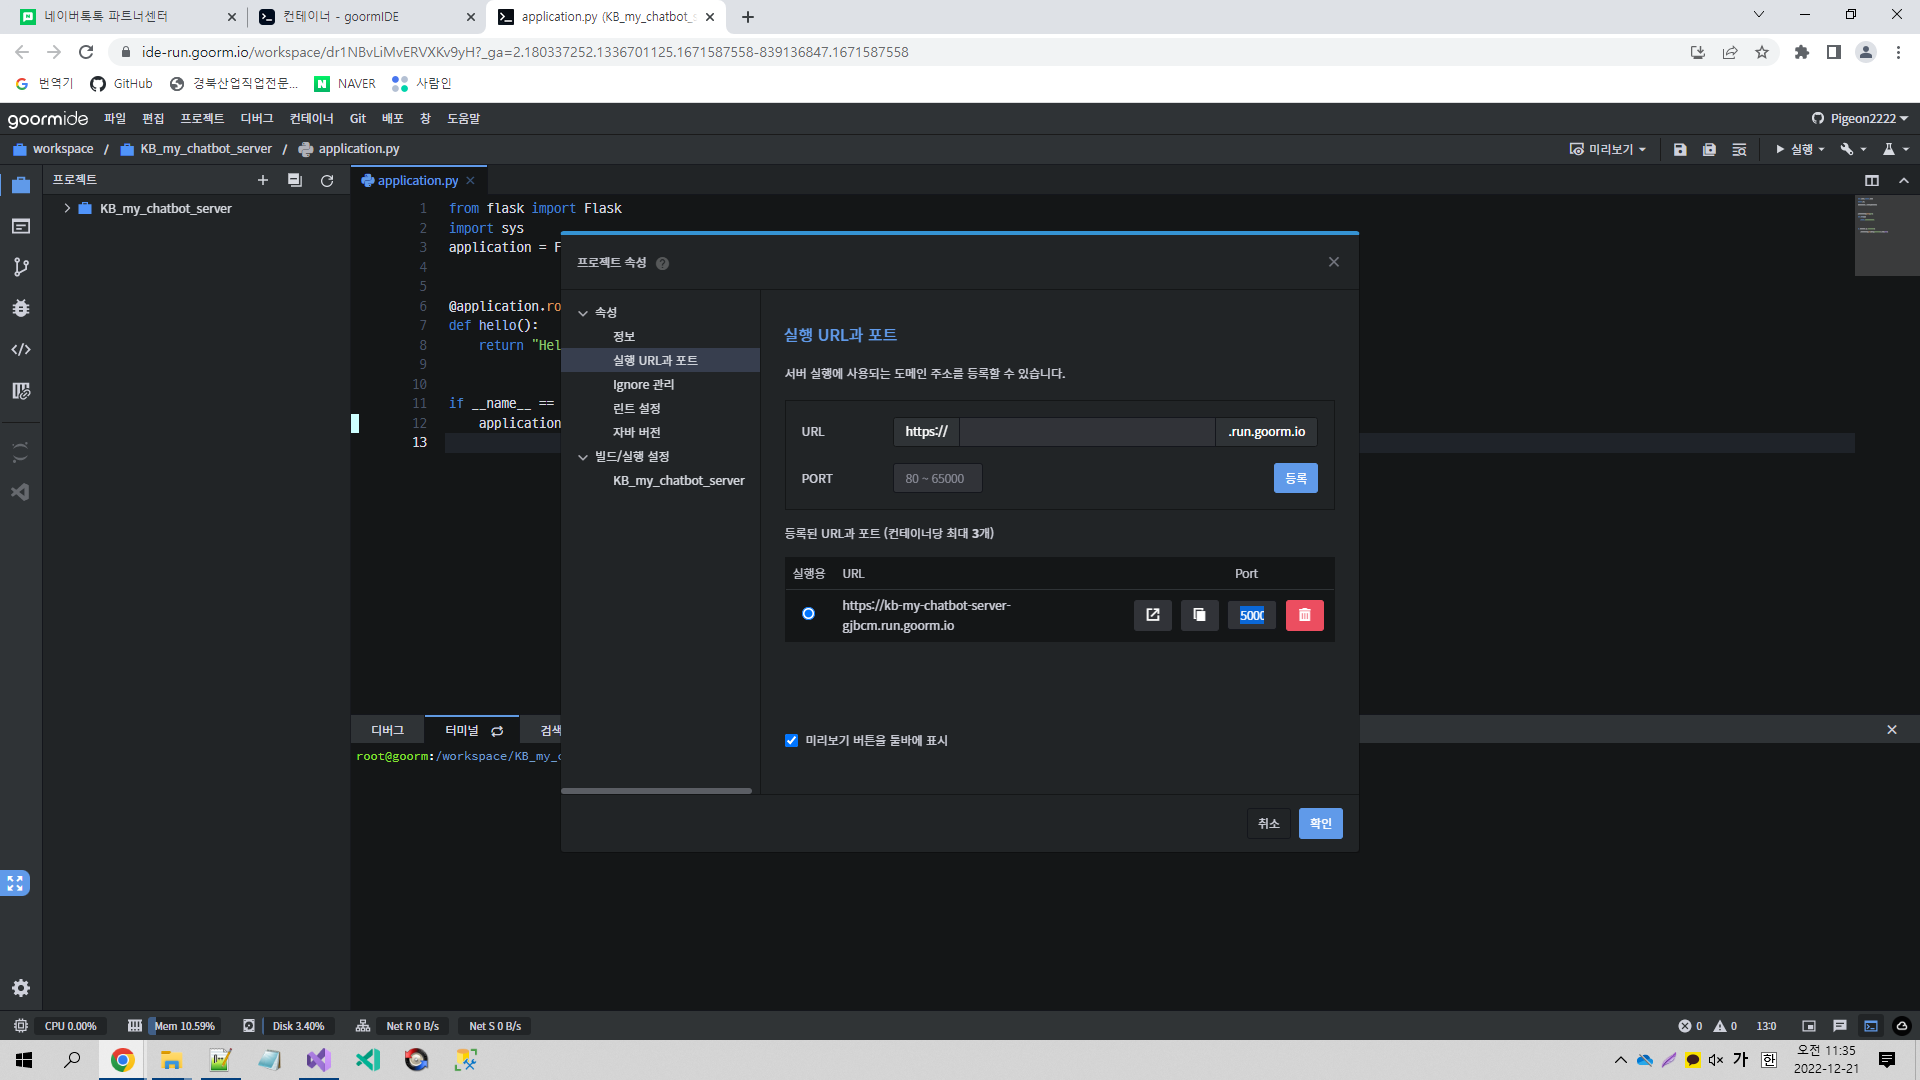 네이버톡톡 파트너센터
컨테이너 - goormIDE
application.py (KB_my_chatbot_s
ide-run.goorm.io/workspace/dr1NBvLiMvERVXKv9yH?_ga=2.180337252.1336701125.1671587558-839136847.1671587558
번역기 GitHub 경북산업직업전문... NAVER 사람인
goormide 파일 편집 프로젝트 디버그 컨테이너 Git 배포 창 도움말 Pigeon2222
workspace / KB_my_chatbot_server / application.py 미리보기 실행
프로젝트
KB_my_chatbot_server
application.py
1 from flask import Flask
2 import sys
3 application = F
4
5
6 @application.ro
7 def hello():
8 return "Hel
9
10
11 if __name__ ==
12 application
13
프로젝트 속성 ?
속성
정보
실행 URL과 포트
Ignore 관리
린트 설정
자바 버전
빌드/실행 설정
KB_my_chatbot_server
실행 URL과 포트
서버 실행에 사용되는 도메인 주소를 등록할 수 있습니다.
URL https:// .run.goorm.io
PORT 80 ~ 65000 등록
등록된 URL과 포트 (컨테이너당 최대 3개)
실행용 URL Port
https://kb-my-chatbot-server-
gjbcm.run.goorm.io 5000
미리보기 버튼을 툴바에 표시
취소 확인
디버그 터미널 검색
root@goorm:/workspace/KB_my_c
CPU 0.00% Mem 10.59% Disk 3.40% Net R 0 B/s Net S 0 B/s 0 0 13:0
가 한 오전 11:35
2022-12-21